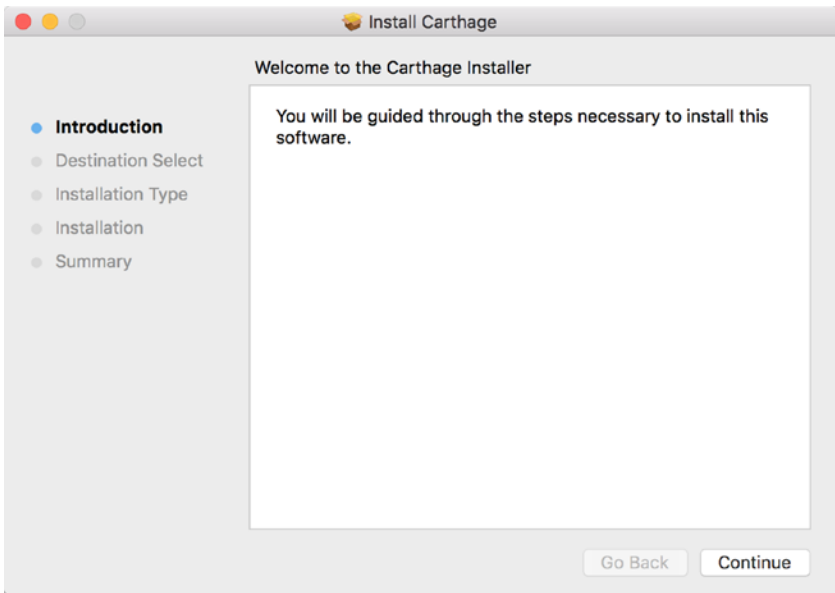 Install Carthage
Welcome to the Carthage Installer
Introduction
Destination Select
Installation Type
Installation
Summary
You will be guided through the steps necessary to install this
software.
Go Back
Continue